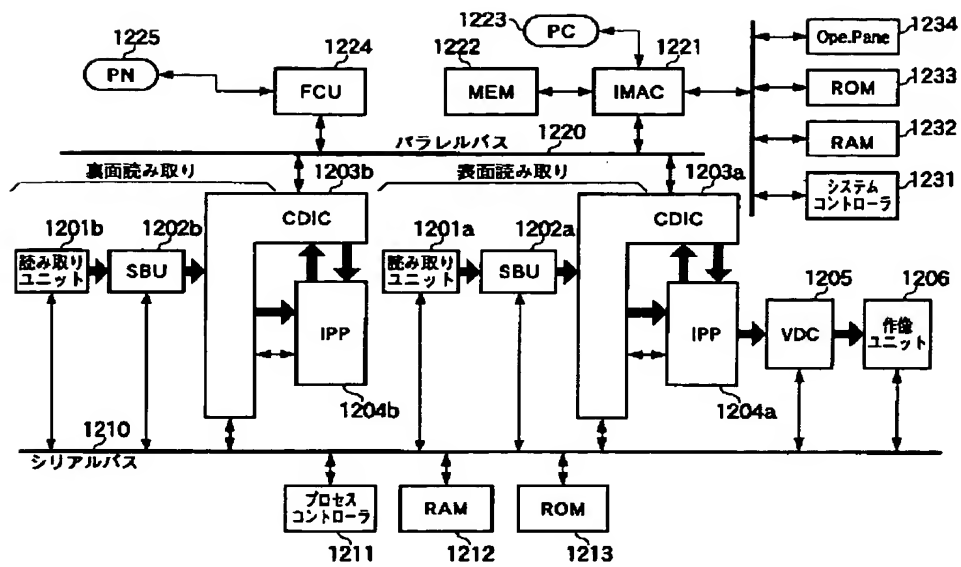 1225
PN
1224
FCU
1223
PC
1222
MEM
1221
IMAC
1234
Ope.Pane
1233
ROM
1232
RAM
1231
システム
コントローラ
パラレルバス
1220
裏面読み取り
1203b
CDIC
1201b
読み取り
ユニット
1202b
SBU
IPP
1204b
表面読み取り
1203a
CDIC
1201a
読み取り
ユニット
1202a
SBU
IPP
1204a
1205
VDC
1206
作像
ユニット
1210
シリアルバス
プロセス
コントローラ
1211
RAM
1212
ROM
1213